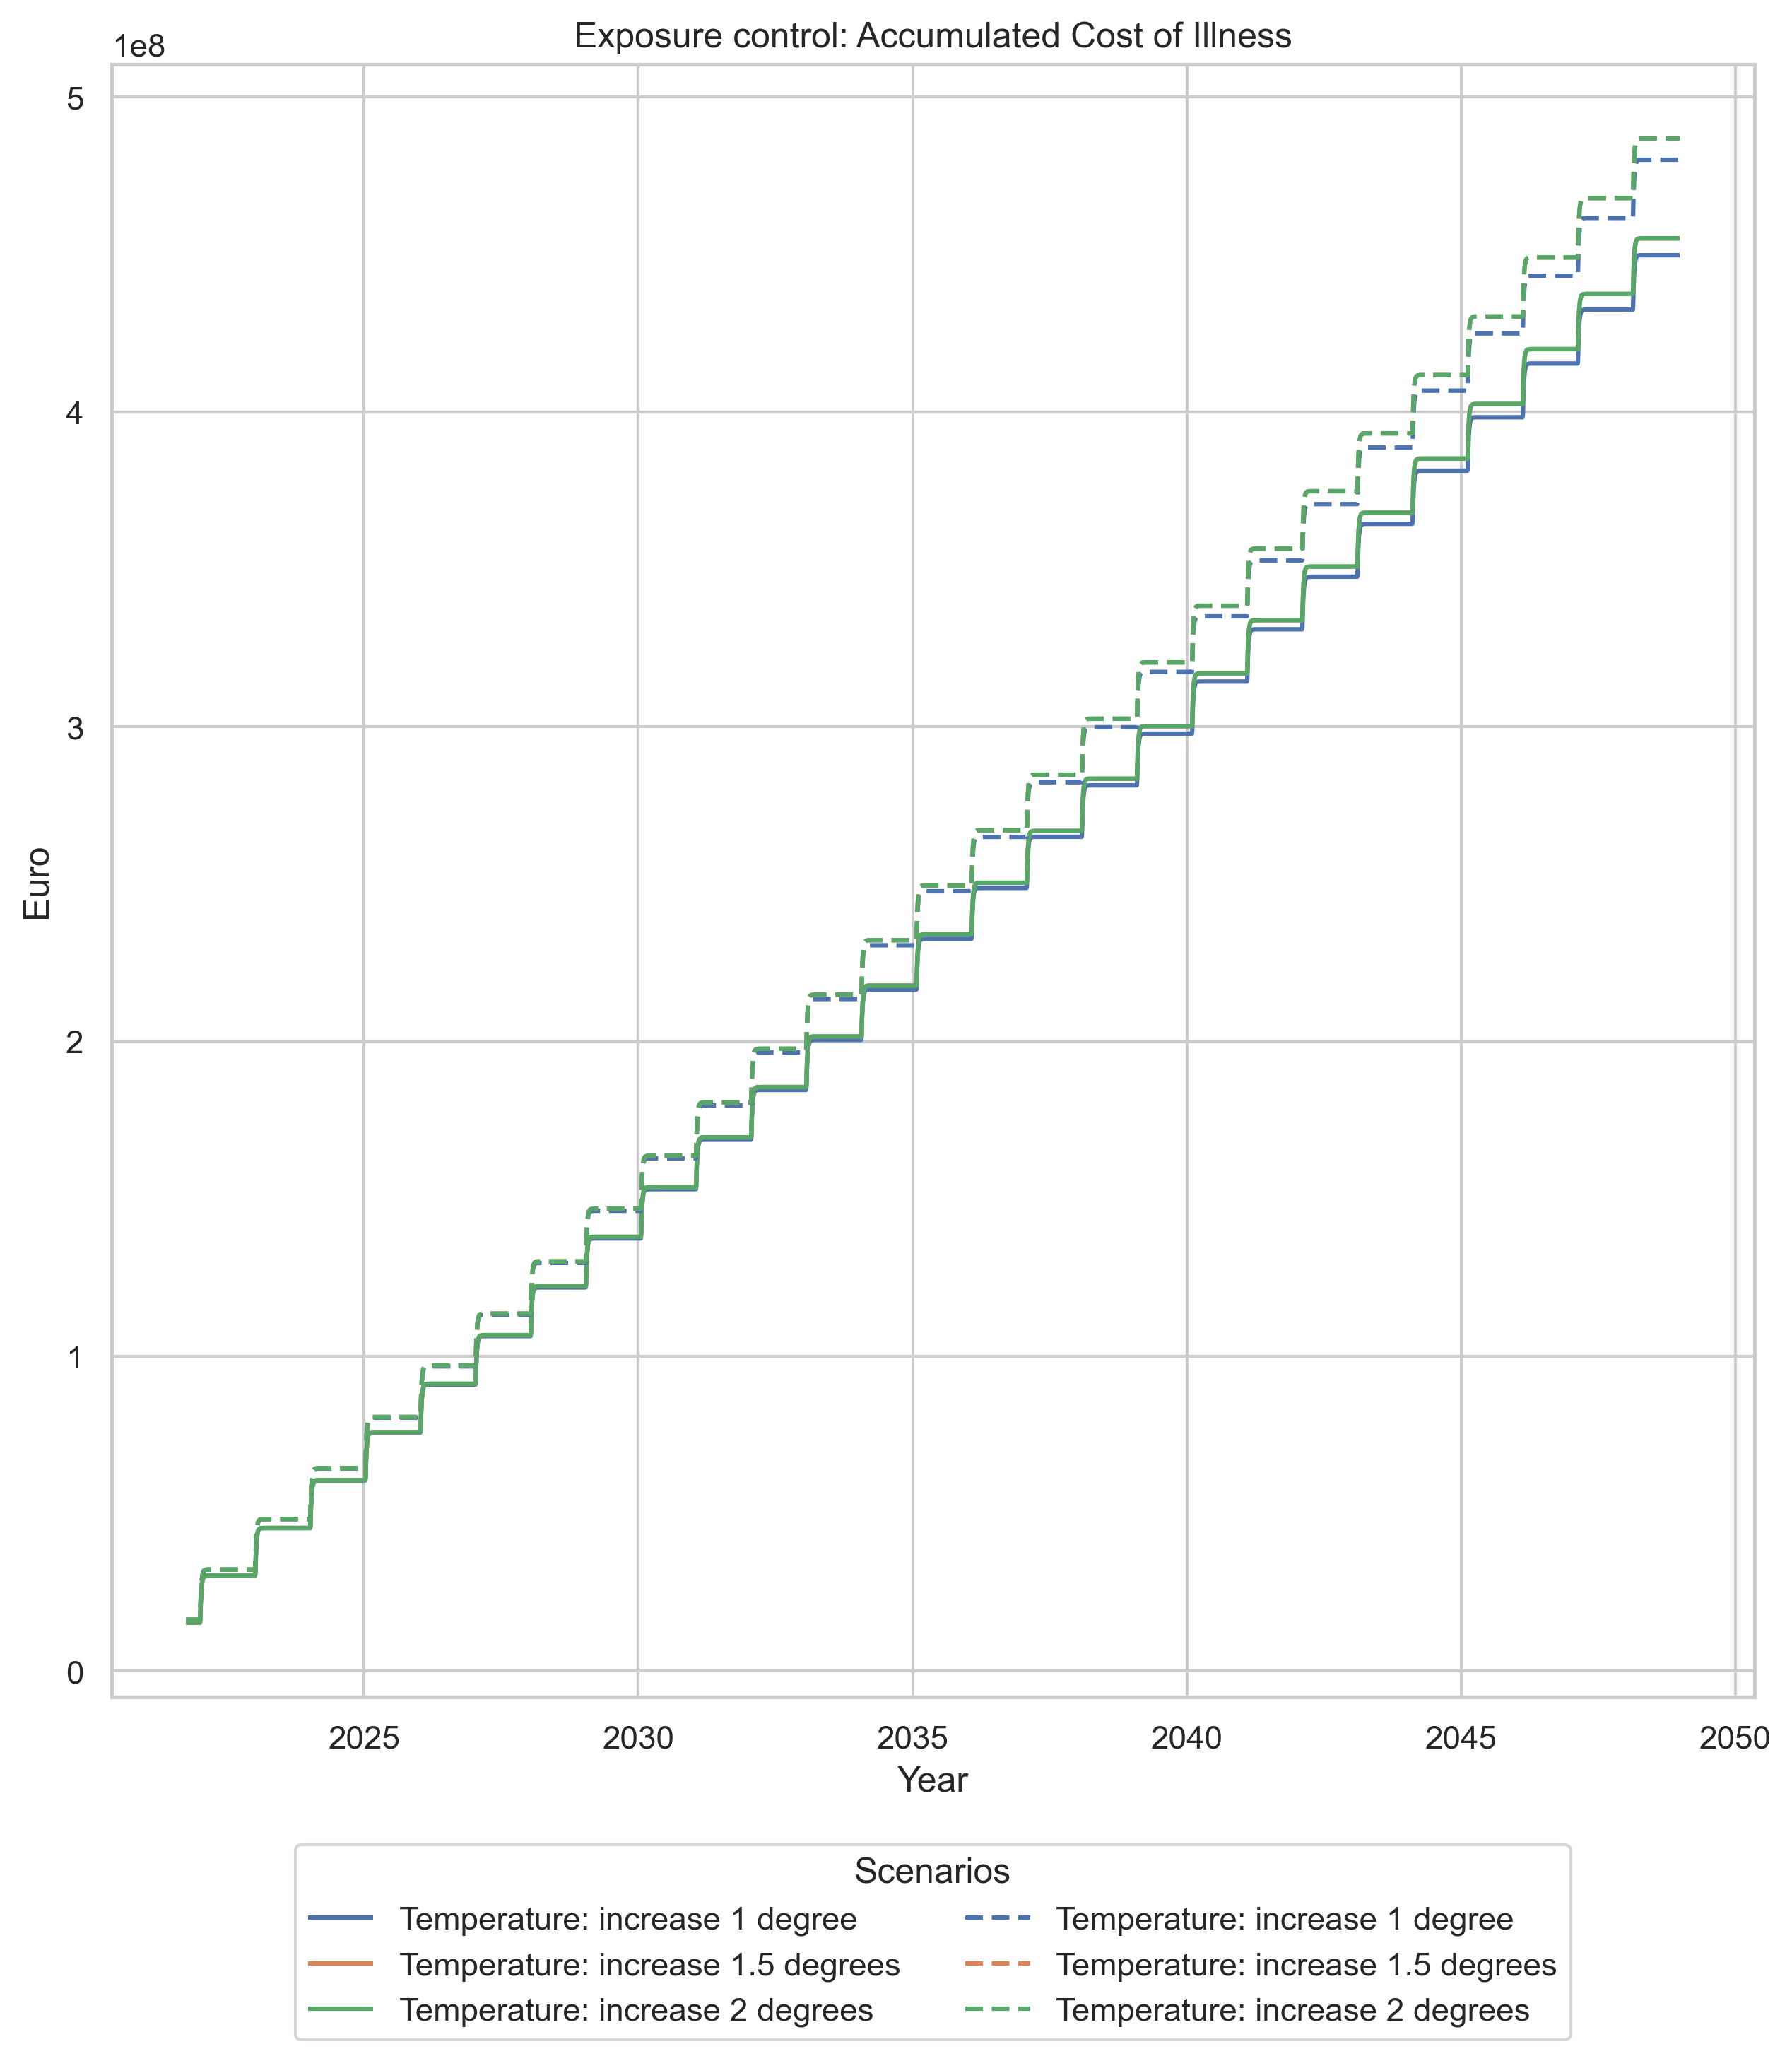 Exposure control: Accumulated Cost of Illness
1e8
5
4
3
2
1
0
Euro
2025 2030 2035 2040 2045 2050
Year
Scenarios
Temperature: increase 1 degree
Temperature: increase 1.5 degrees
Temperature: increase 2 degrees
Temperature: increase 1 degree
Temperature: increase 1.5 degrees
Temperature: increase 2 degrees